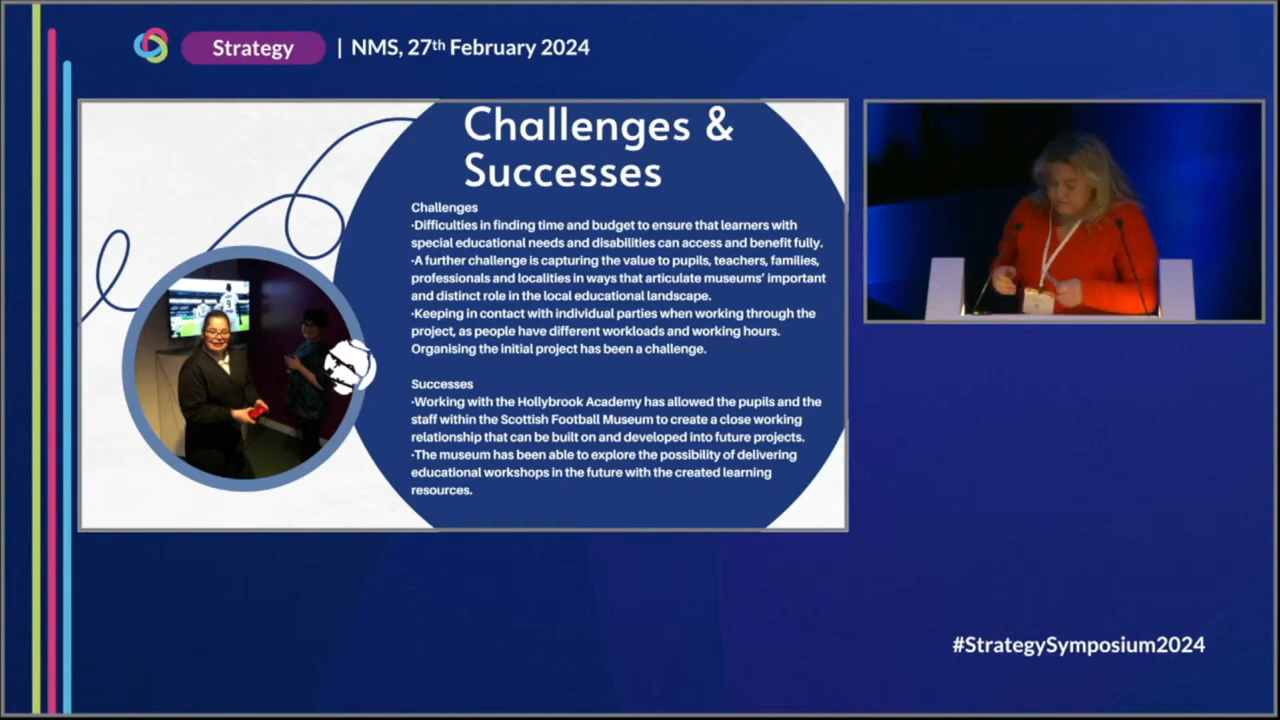 Strategy | NMS, 27th February 2024
Challenges &
Successes
Challenges
·Difficulties in finding time and budget to ensure that learners with
special educational needs and disabilities can access and benefit fully.
·A further challenge is capturing the value to pupils, teachers, families,
professionals and localities in ways that articulate museums’ important
and distinct role in the local educational landscape.
·Keeping in contact with individual parties when working through the
project, as people have different workloads and working hours.
Organising the initial project has been a challenge.
Successes
·Working with the Hollybrook Academy has allowed the pupils and the
staff within the Scottish Football Museum to create a close working
relationship that can be built on and developed into future projects.
·The museum has been able to explore the possibility of delivering
educational workshops in the future with the created learning
resources.
#StrategySymposium2024